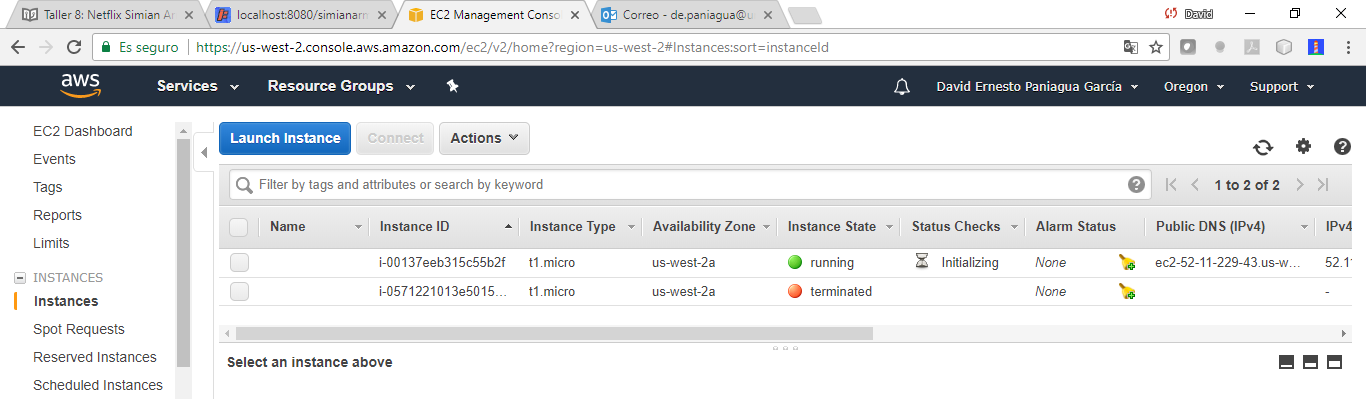 Taller 8: Netflix Simian Ar
localhost:8080/simianarm
EC2 Management Conso
Correo - de.paniagua@u
David
Es seguro
https://us-west-2.console.aws.amazon.com/ec2/v2/home?region=us-west-2#Instances:sort=instanceId
aws
Services
Resource Groups
David Ernesto Paniagua García
Oregon
Support
EC2 Dashboard
Events
Tags
Reports
Limits
INSTANCES
Instances
Spot Requests
Reserved Instances
Scheduled Instances
Launch Instance
Connect
Actions
Filter by tags and attributes or search by keyword
1 to 2 of 2
Name Instance ID Instance Type Availability Zone Instance State Status Checks Alarm Status Public DNS (IPv4) IPv4
i-00137eeb315c55b2f t1.micro us-west-2a running Initializing None ec2-52-11-229-43.us-w... 52.11
i-0571221013e5015... t1.micro us-west-2a terminated None -
Select an instance above